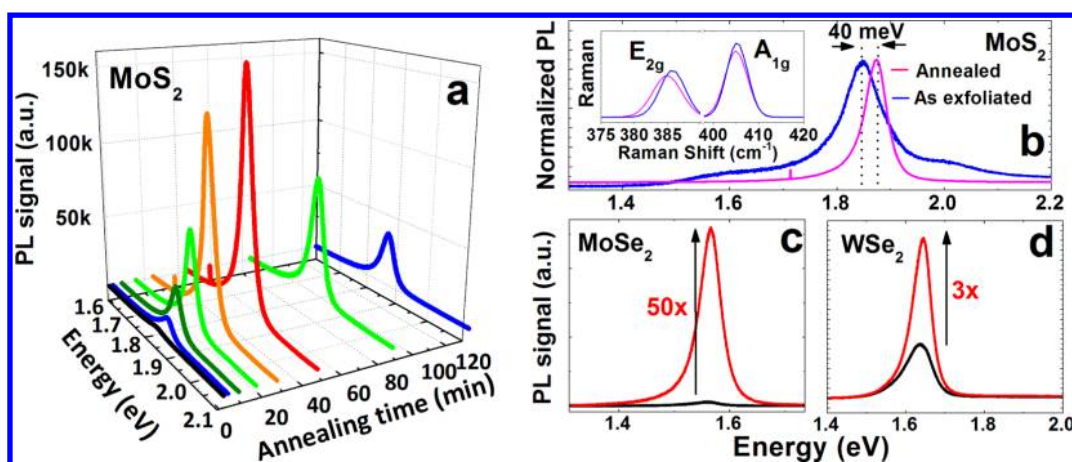 MoS2
a
150k
100k
50k
PL signal (a.u.)
1.6
1.7
1.8
1.9
2.0
2.1
Energy (eV)
0
20
40
60
80
100
120
Annealing time (min)
40 meV
MoS2
E2g
A1g
Raman
375 385 395 400 410 420
Raman Shift (cm-1)
Annealed
As exfoliated
b
Normalized PL
1.4 1.6 1.8 2.0 2.2
MoSe2
c
50x
PL signal (a.u.)
1.4 1.6
WSe2
d
3x
1.4 1.6 1.8 2.0
Energy (eV)